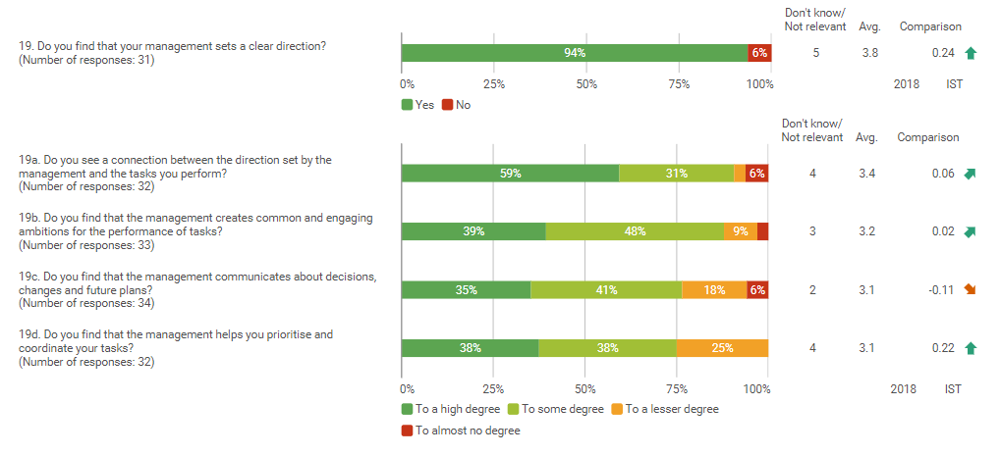 Don't know/
Not relevant Avg. Comparison
19. Do you find that your management sets a clear direction?
(Number of responses: 31)
94% 6% 5 3.8 0.24
0% 25% 50% 75% 100% 2018 IST
Yes No
Don't know/
Not relevant Avg. Comparison
19a. Do you see a connection between the direction set by the
management and the tasks you perform?
(Number of responses: 32)
59% 31% 6% 4 3.4 0.06
19b. Do you find that the management creates common and engaging
ambitions for the performance of tasks?
(Number of responses: 33)
39% 48% 9% 3 3.2 0.02
19c. Do you find that the management communicates about decisions,
changes and future plans?
(Number of responses: 34)
35% 41% 18% 6% 2 3.1 -0.11
19d. Do you find that the management helps you prioritise and
coordinate your tasks?
(Number of responses: 32)
38% 38% 25% 4 3.1 0.22
0% 25% 50% 75% 100% 2018 IST
To a high degree To some degree To a lesser degree
To almost no degree